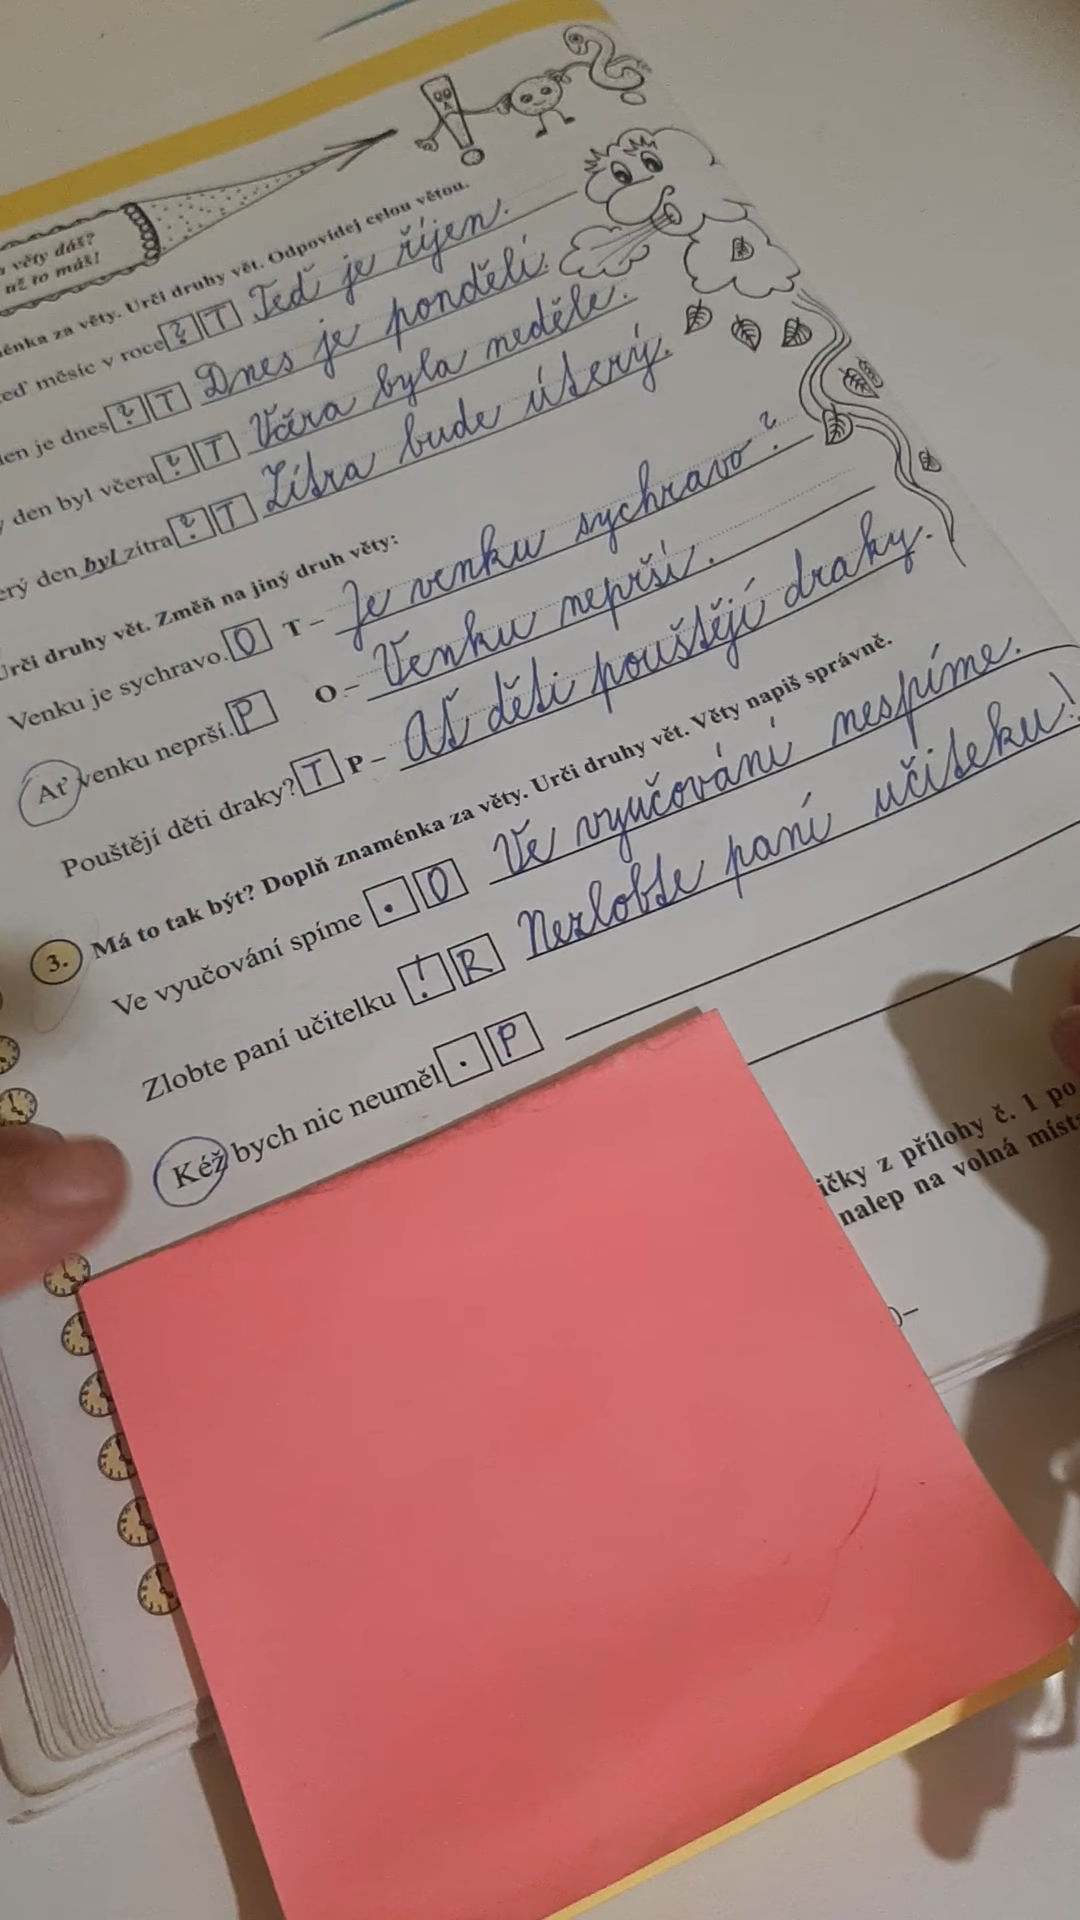 věty dáš?
už to máš!
za věty. Urči druhy vět. Odpovídej celou větou.
měsíc v roce ? T Teď je říjen.
je dnes ? T Dnes je pondělí.
den byl včera ? T Včera byla neděle.
den byl zítra ? T Zítra bude úterý.
Urči druhy vět. Změň na jiný druh věty:
Venku je sychravo. O T – Je venku sychravo?
Ať venku neprší. P O – Venku neprší.
Pouštějí děti draky? T P – Ať děti pouštějí draky.
3. Má to tak být? Doplň znaménka za věty. Urči druhy vět. Věty napiš správně.
Ve vyučování spíme . O Ve vyučování nespíme.
Zlobte paní učitelku ! R Nezlobte paní učitelku!
Kéž bych nic neuměl . P
z přílohy č. 1
nalep na volná